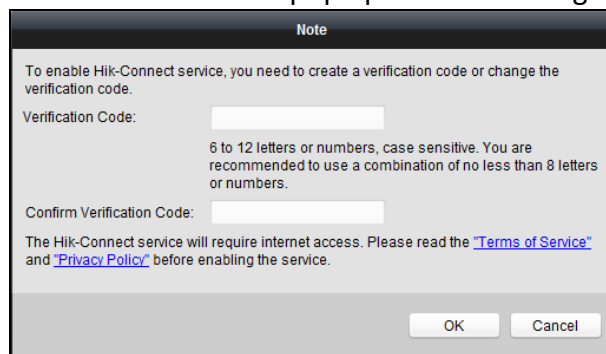 Note
To enable Hik-Connect service, you need to create a verification code or change the
verification code.
Verification Code:
6 to 12 letters or numbers, case sensitive. You are
recommended to use a combination of no less than 8 letters
or numbers.
Confirm Verification Code:
The Hik-Connect service will require internet access. Please read the "Terms of Service"
and "Privacy Policy" before enabling the service.
OK Cancel